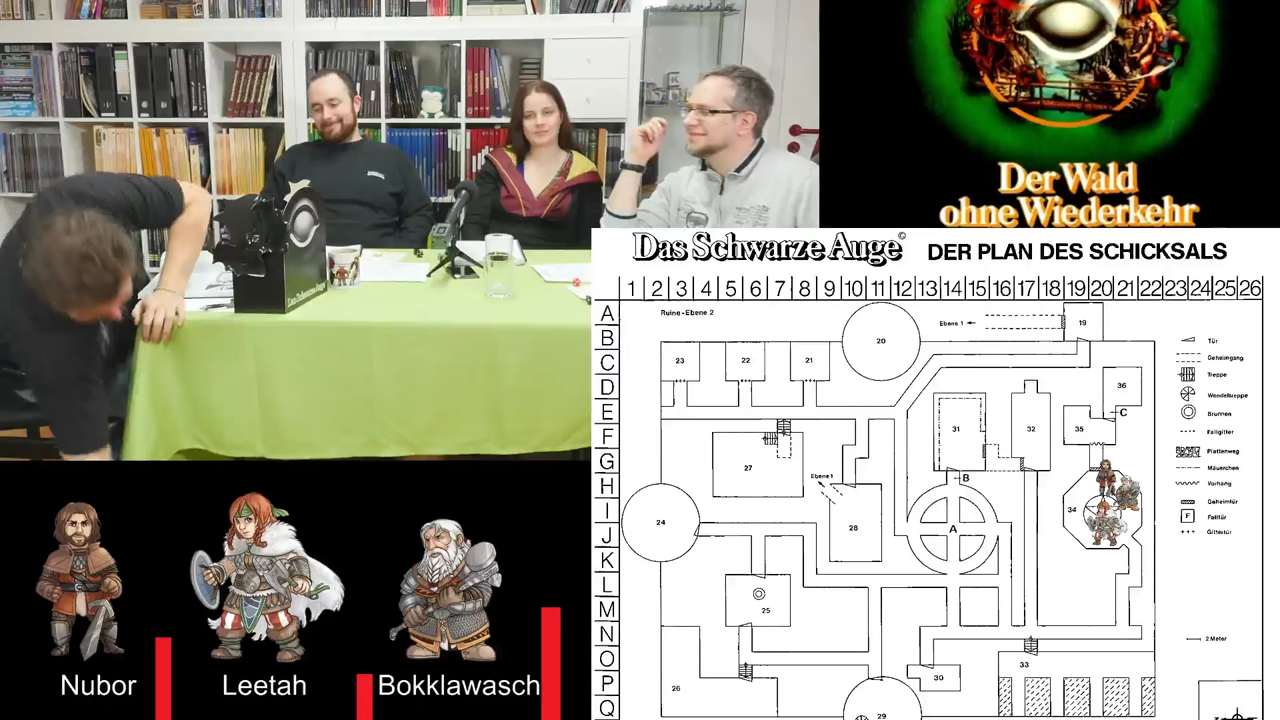 Der Wald
ohne Wiederkehr
Das Schwarze Auge© DER PLAN DES SCHICKSALS
1 2 3 4 5 6 7 8 9 10 11 12 13 14 15 16 17 18 19 20 21 22 23 24 25 26
A
B
C
D
E
F
G
H
I
J
K
L
M
N
O
P
Q
Ruine-Ebene 2
Ebene 1
19
20
23
22
21
36
C
31
32
35
27
Ebene 1
B
24
28
A
34
25
33
26
30
29
Tür
Geheimgang
Treppe
Wendeltreppe
Brunnen
Fallgitter
Plattenweg
Mäuerchen
Vorhang
Geheimtür
F Falltür
Gittertür
2 Meter
Das Schwarze Auge
Nubor
Leetah
Bokklawasch